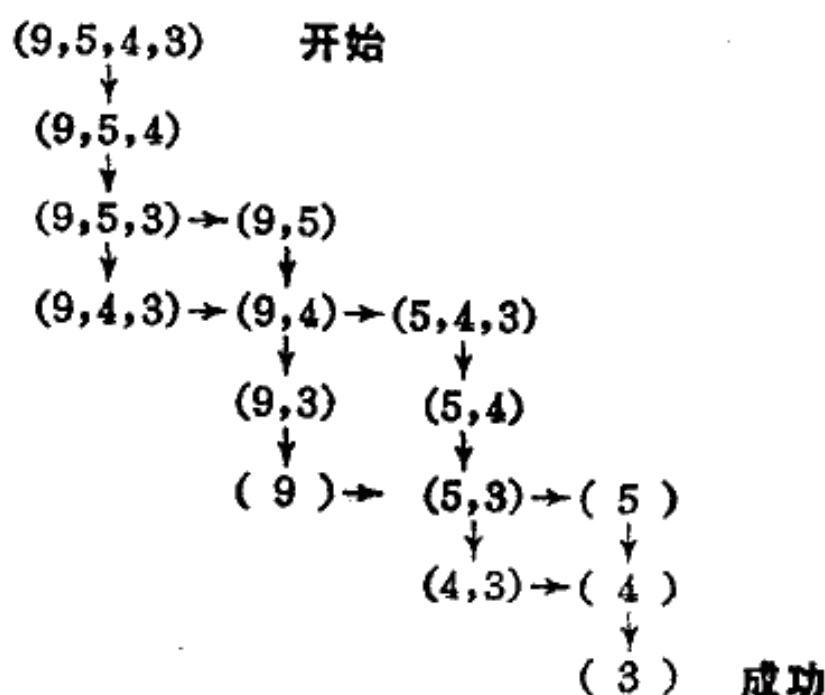 (9,5,4,3) 开始
↓
(9,5,4)
↓
(9,5,3)→(9,5)
↓ ↓
(9,4,3)→(9,4)→(5,4,3)
↓ ↓
(9,3) (5,4)
↓ ↓
( 9 )→ (5,3)→( 5 )
↓ ↓
(4,3)→( 4 )
↓
( 3 ) 成功